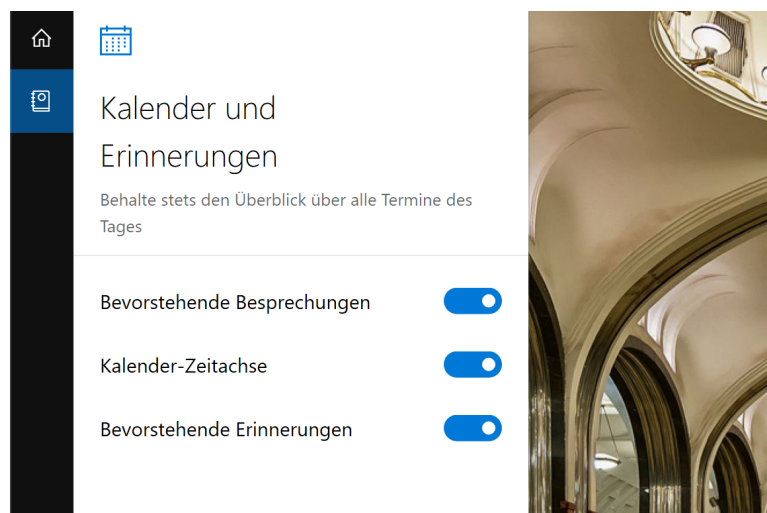 Kalender und
Erinnerungen
Behalte stets den Überblick über alle Termine des
Tages
Bevorstehende Besprechungen
Kalender-Zeitachse
Bevorstehende Erinnerungen